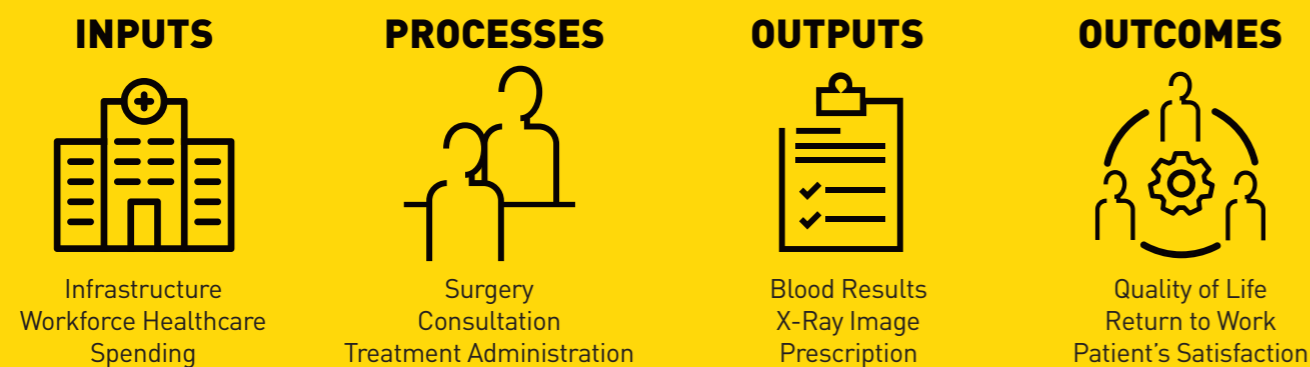 INPUTS
Infrastructure
Workforce Healthcare
Spending
PROCESSES
Surgery
Consultation
Treatment Administration
OUTPUTS
Blood Results
X-Ray Image
Prescription
OUTCOMES
Quality of Life
Return to Work
Patient's Satisfaction